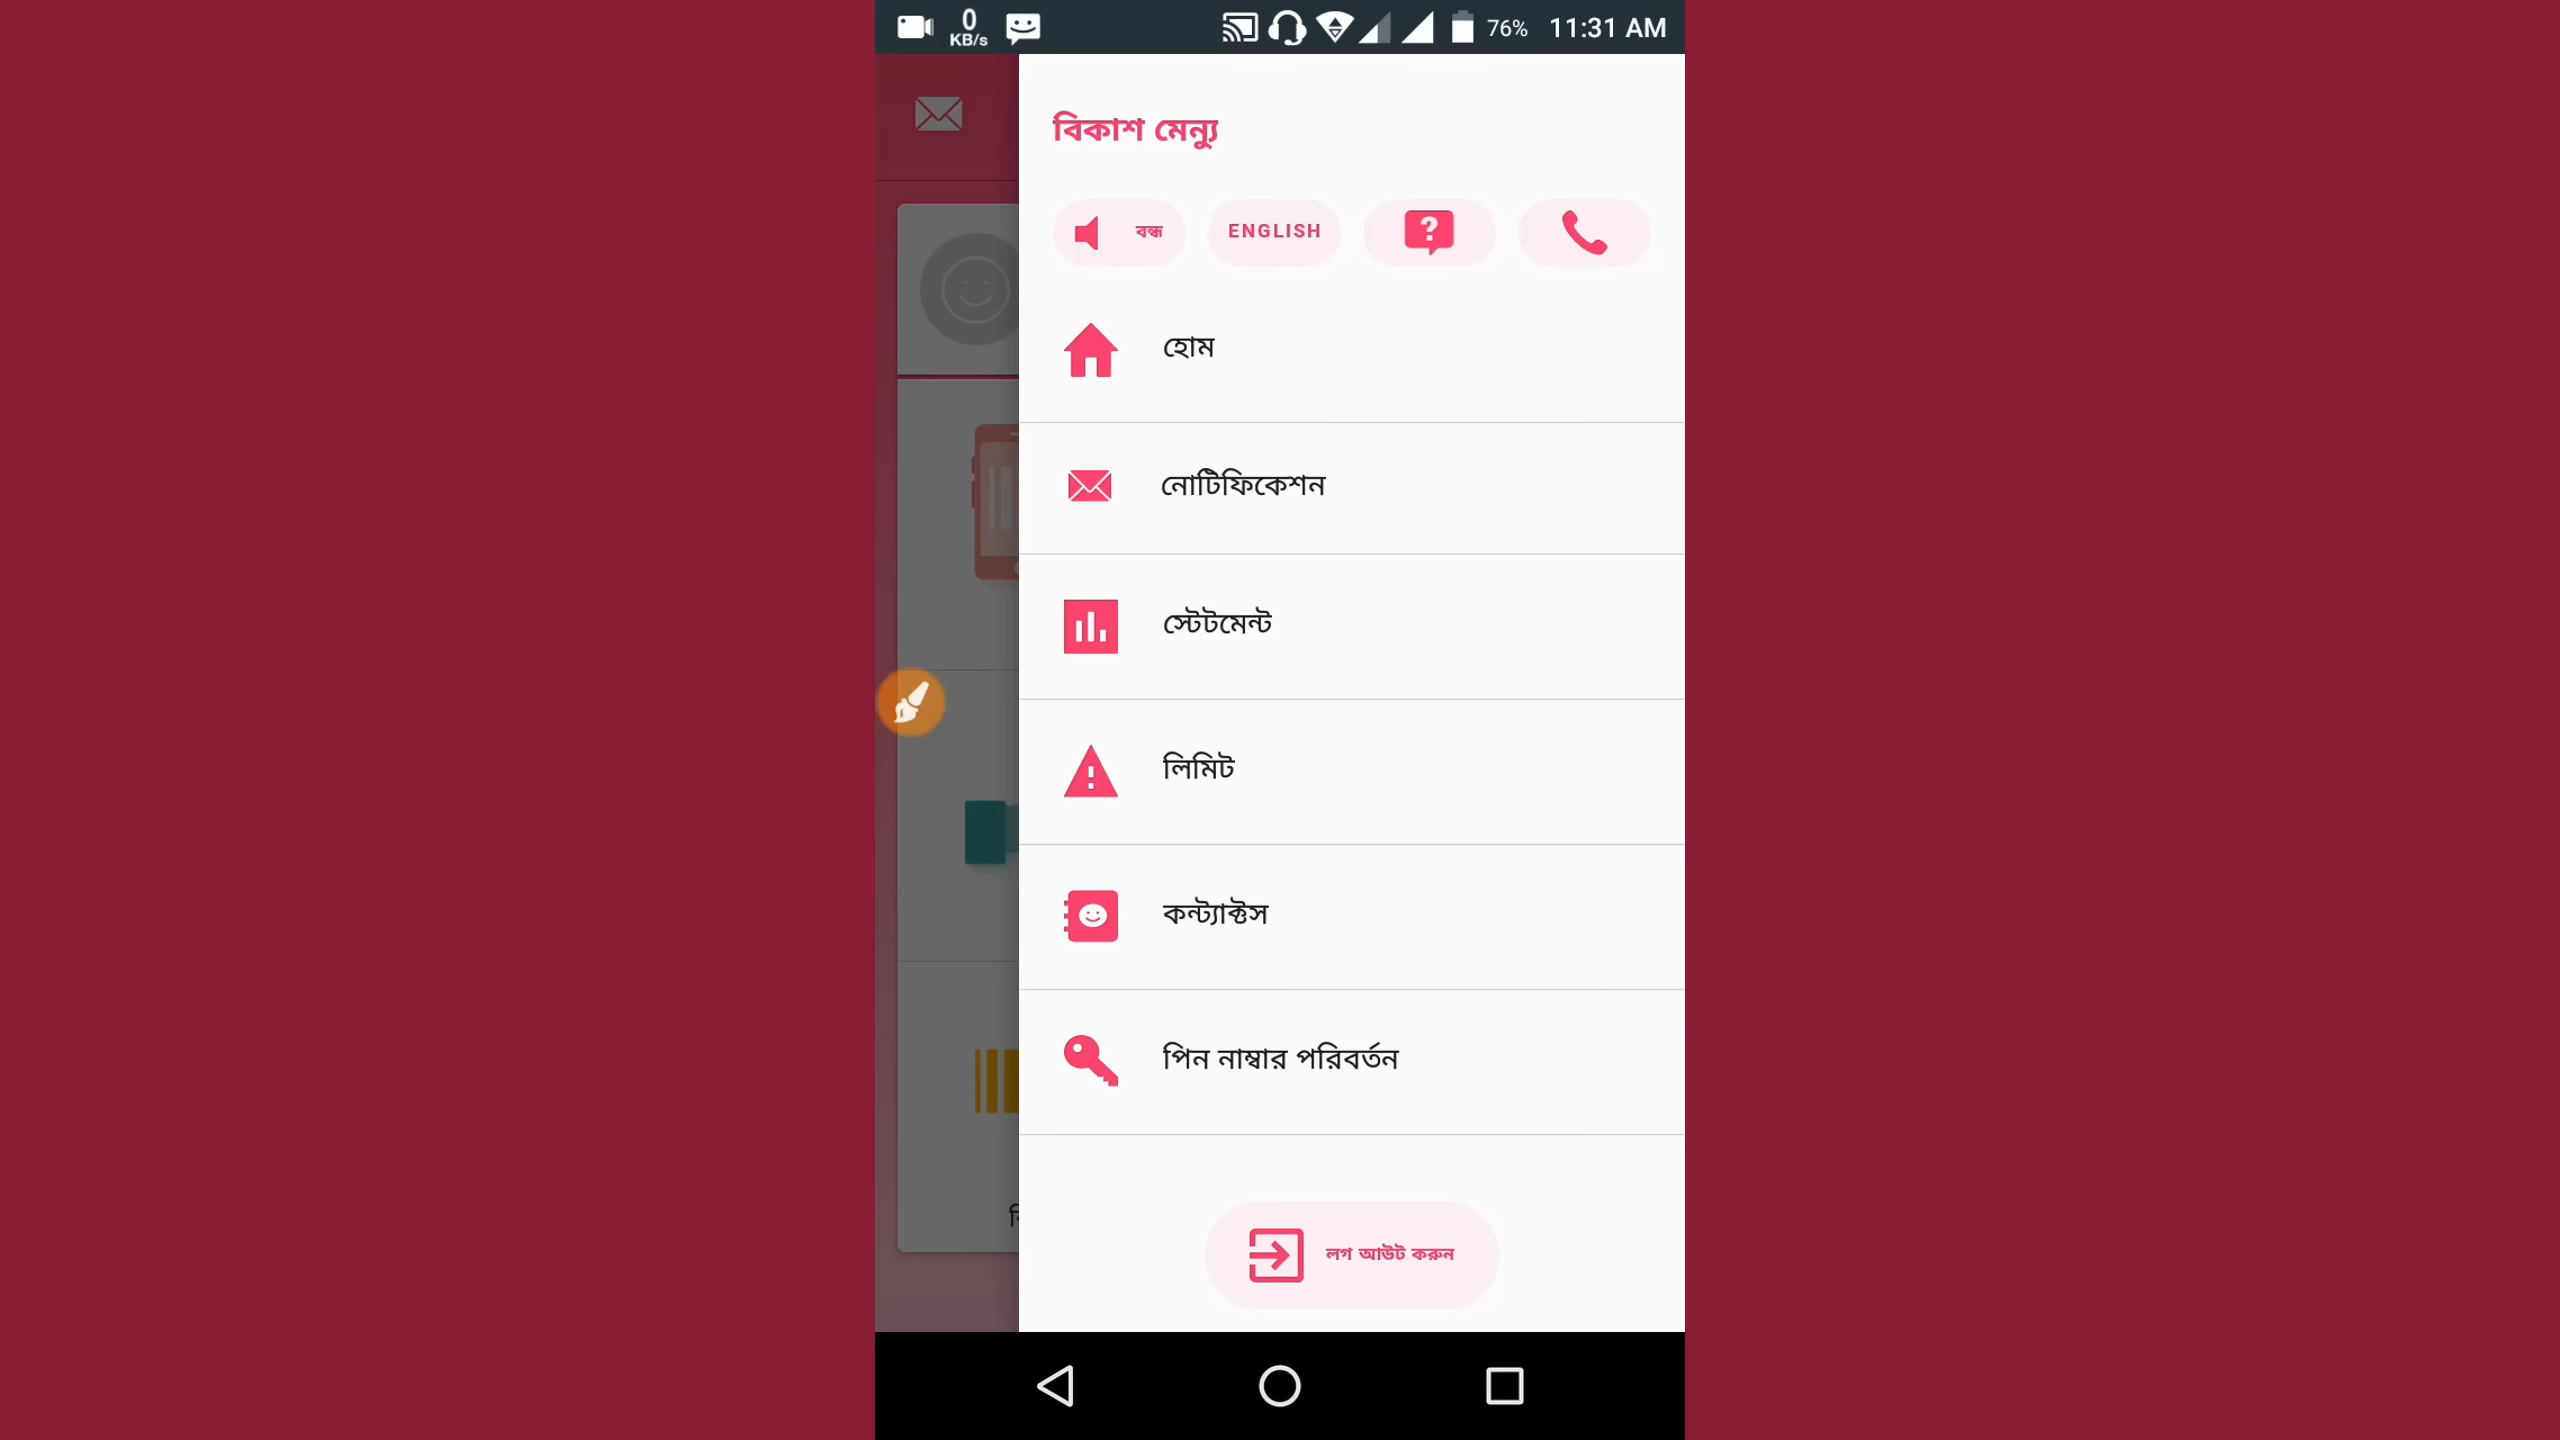 0
KB/s
76%
11:31 AM
বিকাশ মেন্যু
বন্ধ
ENGLISH
হোম
নোটিফিকেশন
স্টেটমেন্ট
লিমিট
কন্ট্যাক্টস
পিন নাম্বার পরিবর্তন
লগ আউট করুন